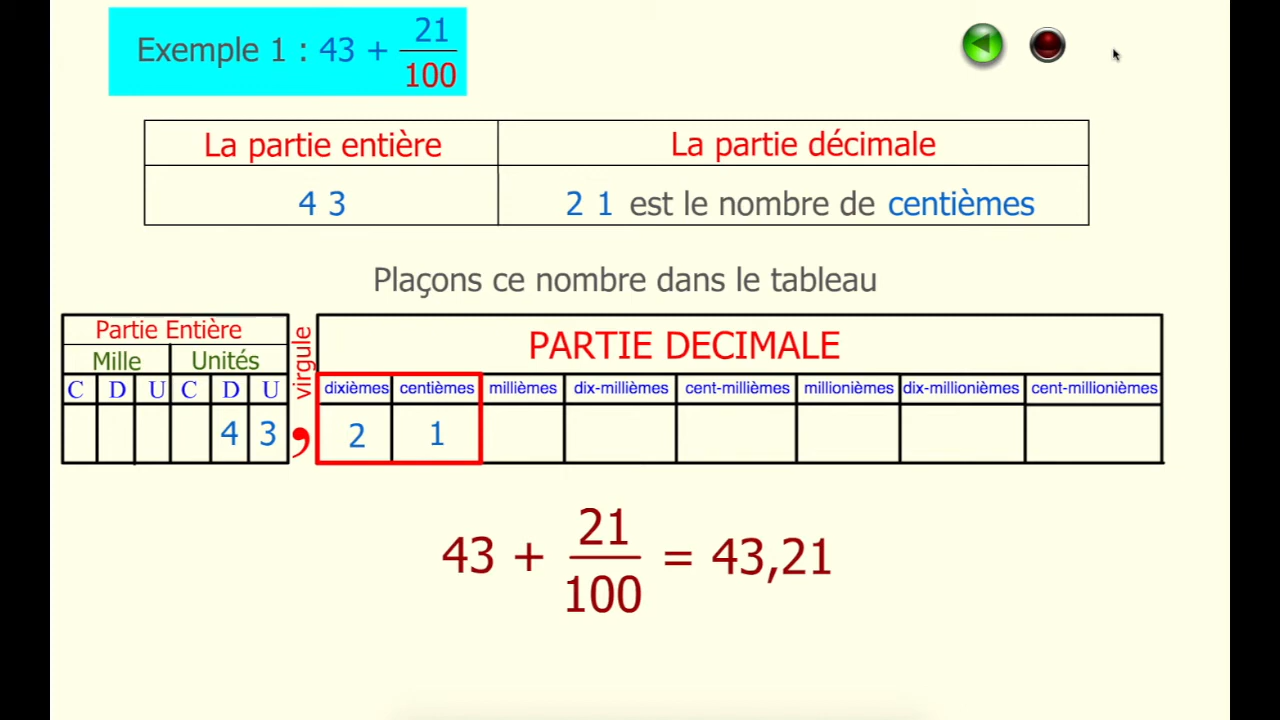 Exemple 1 : 43 + 21/100
La partie entière La partie décimale
4 3 2 1 est le nombre de centièmes
Plaçons ce nombre dans le tableau
Partie Entière virgule PARTIE DECIMALE
Mille Unités
C D U C D U dixièmes centièmes millièmes dix-millièmes cent-millièmes millionièmes dix-millionièmes cent-millionièmes
4 3 , 2 1
43 + 21/100 = 43,21